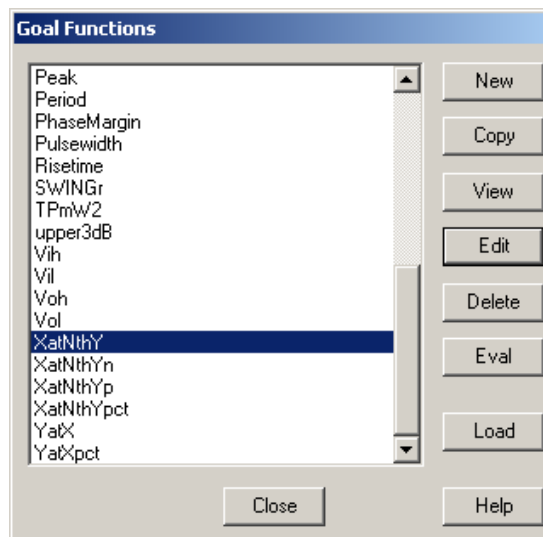 Goal Functions
Peak
Period
PhaseMargin
Pulsewidth
Risetime
SWINGr
TPmW2
upper3dB
Vih
Vil
Voh
Vol
XatNthY
XatNthYn
XatNthYp
XatNthYpct
YatX
YatXpct
New
Copy
View
Edit
Delete
Eval
Load
Close
Help